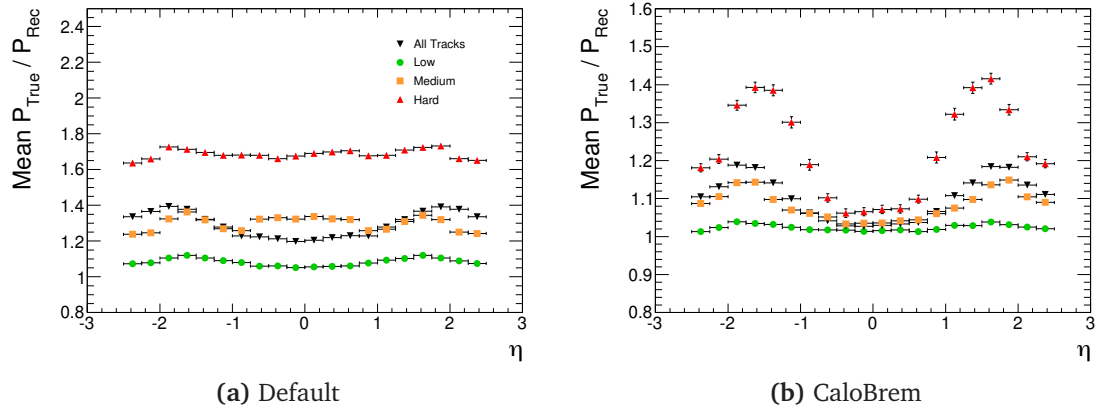 Mean P_True / P_Rec
2.4
2.2
2
1.8
1.6
1.4
1.2
1
0.8
-3 -2 -1 0 1 2 3
η
All Tracks
Low
Medium
Hard
(a) Default
Mean P_True / P_Rec
1.6
1.5
1.4
1.3
1.2
1.1
1
0.9
0.8
-3 -2 -1 0 1 2 3
η
(b) CaloBrem